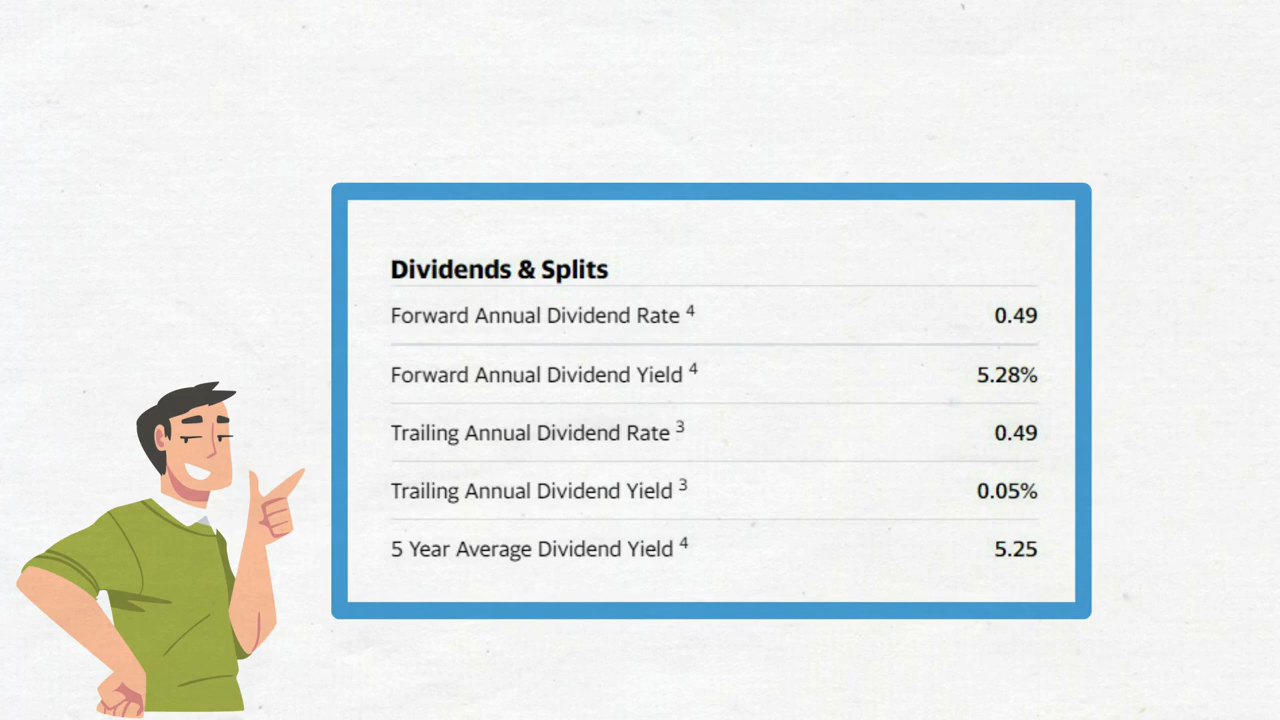 Dividends & Splits
Forward Annual Dividend Rate 4 0.49
Forward Annual Dividend Yield 4 5.28%
Trailing Annual Dividend Rate 3 0.49
Trailing Annual Dividend Yield 3 0.05%
5 Year Average Dividend Yield 4 5.25